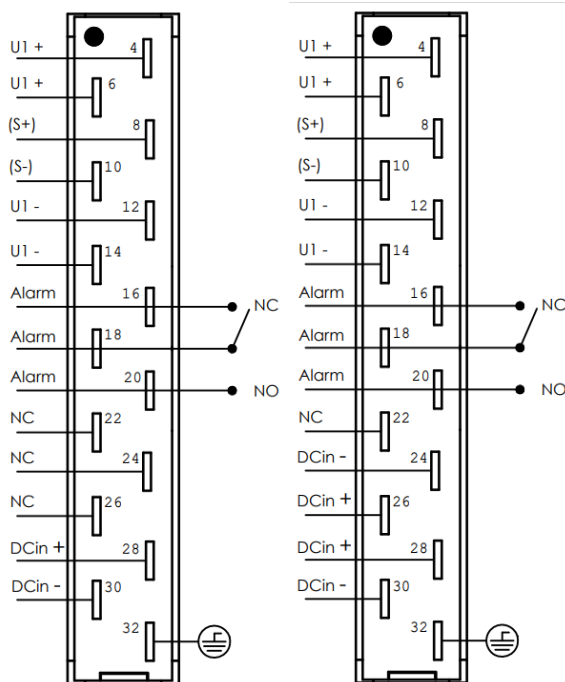 U1 + 4
U1 + 6
(S+) 8
(S-) 10
U1 - 12
U1 - 14
Alarm 16 NC
Alarm 18
Alarm 20 NO
NC 22
NC 24
NC 26
DCin + 28
DCin - 30
32
U1 + 4
U1 + 6
(S+) 8
(S-) 10
U1 - 12
U1 - 14
Alarm 16 NC
Alarm 18
Alarm 20 NO
NC 22
DCin - 24
DCin + 26
DCin + 28
DCin - 30
32